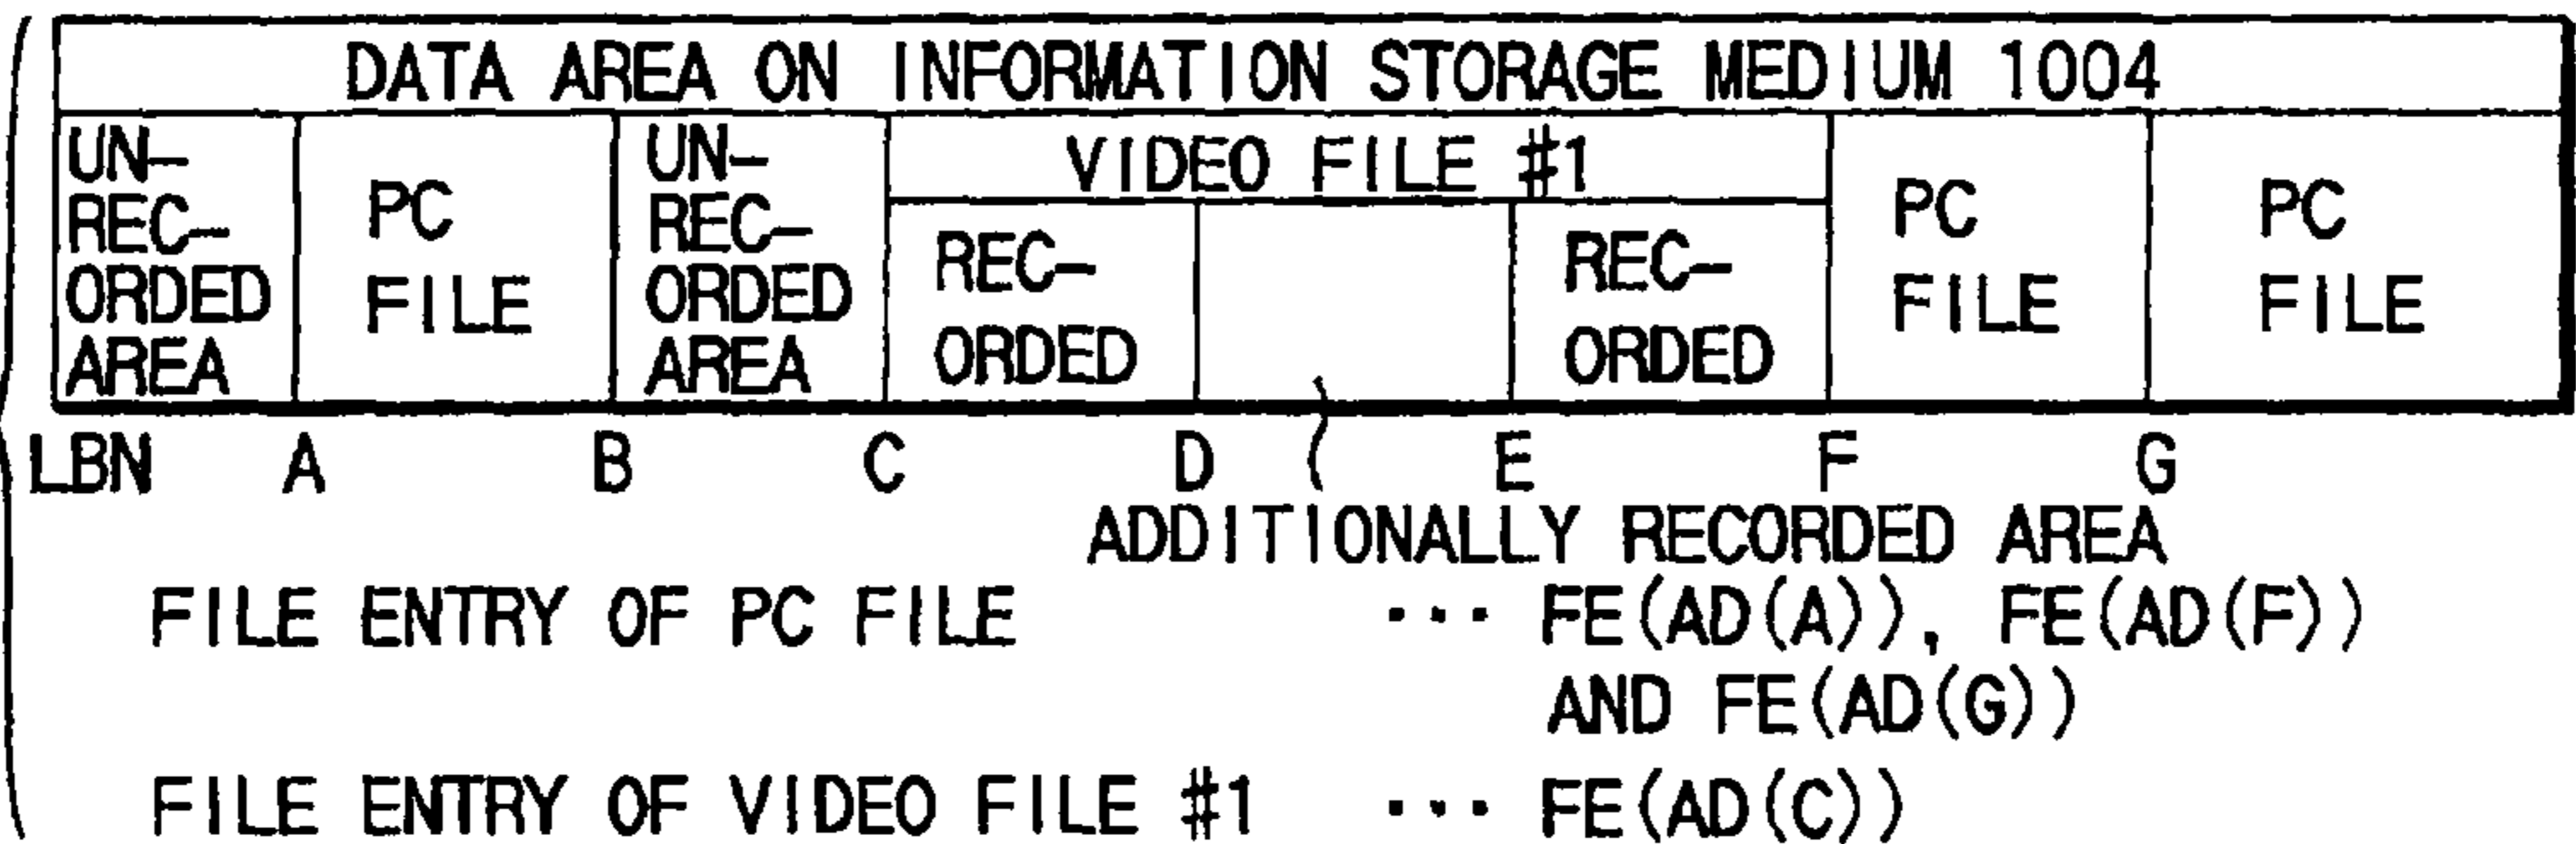 DATA AREA ON INFORMATION STORAGE MEDIUM 1004
UN-
REC-
ORDED
AREA
PC
FILE
UN-
REC-
ORDED
AREA
VIDEO FILE #1
REC-
ORDED
REC-
ORDED
PC
FILE
PC
FILE
LBN A B C D E F G
ADDITIONALLY RECORDED AREA
FILE ENTRY OF PC FILE ··· FE(AD(A)), FE(AD(F))
AND FE(AD(G))
FILE ENTRY OF VIDEO FILE #1 ··· FE(AD(C))